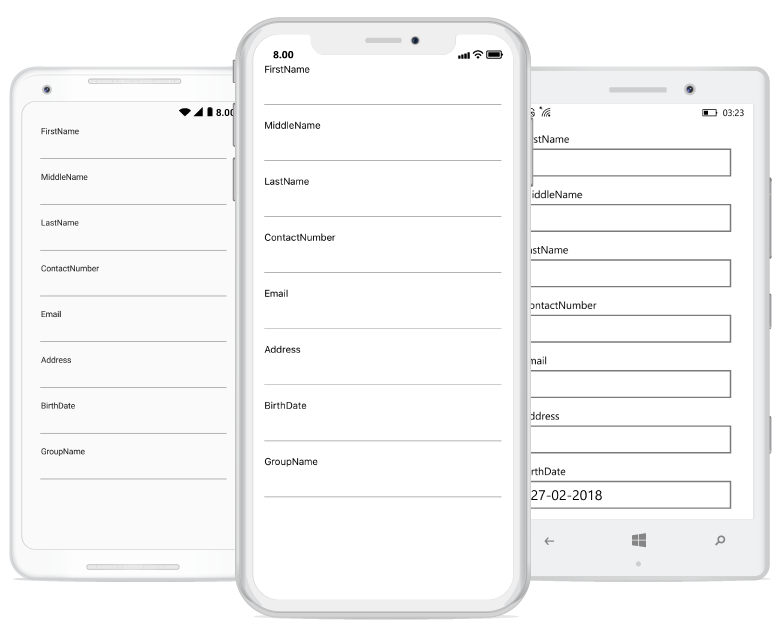 8.00
FirstName
MiddleName
LastName
ContactNumber
Email
Address
BirthDate
GroupName
8.00
FirstName
MiddleName
LastName
ContactNumber
Email
Address
BirthDate
GroupName
03:23
stName
iddleName
stName
ontactNumber
mail
ddress
rthDate
27-02-2018